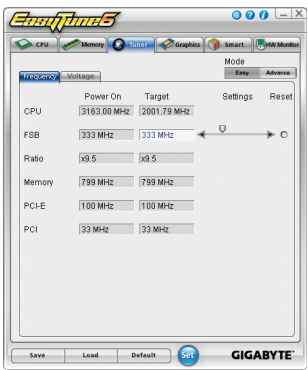 EasyTune6
CPU Memory Tuner Graphics Smart HW Monitor
Mode
Easy Advance
Frequency Voltage
Power On Target Settings Reset
CPU 3163.00 MHz 2001.79 MHz
FSB 333 MHz 333 MHz
Ratio x9.5 x9.5
Memory 799 MHz 799 MHz
PCI-E 100 MHz 100 MHz
PCI 33 MHz 33 MHz
Save Load Default Set GIGABYTE™